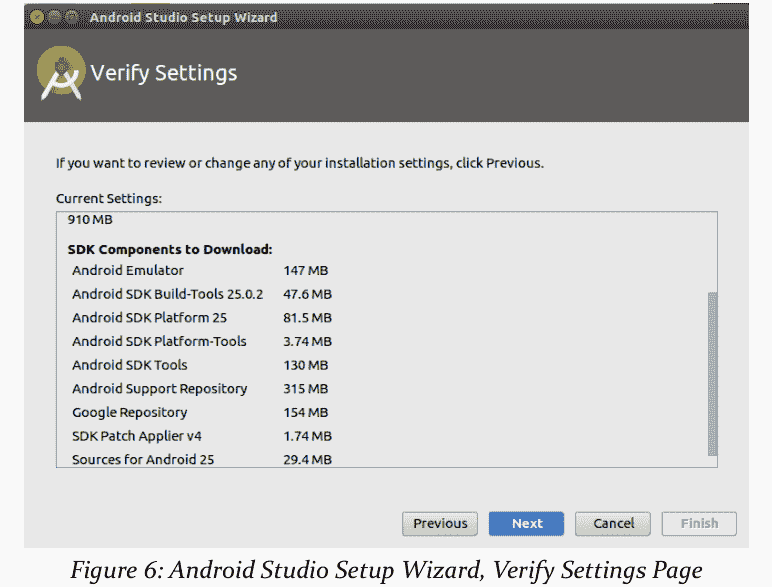 Android Studio Setup Wizard
Verify Settings
If you want to review or change any of your installation settings, click Previous.
Current Settings:
910 MB
SDK Components to Download:
Android Emulator 147 MB
Android SDK Build-Tools 25.0.2 47.6 MB
Android SDK Platform 25 81.5 MB
Android SDK Platform-Tools 3.74 MB
Android SDK Tools 130 MB
Android Support Repository 315 MB
Google Repository 154 MB
SDK Patch Applier v4 1.74 MB
Sources for Android 25 29.4 MB
Previous Next Cancel Finish
Figure 6: Android Studio Setup Wizard, Verify Settings Page